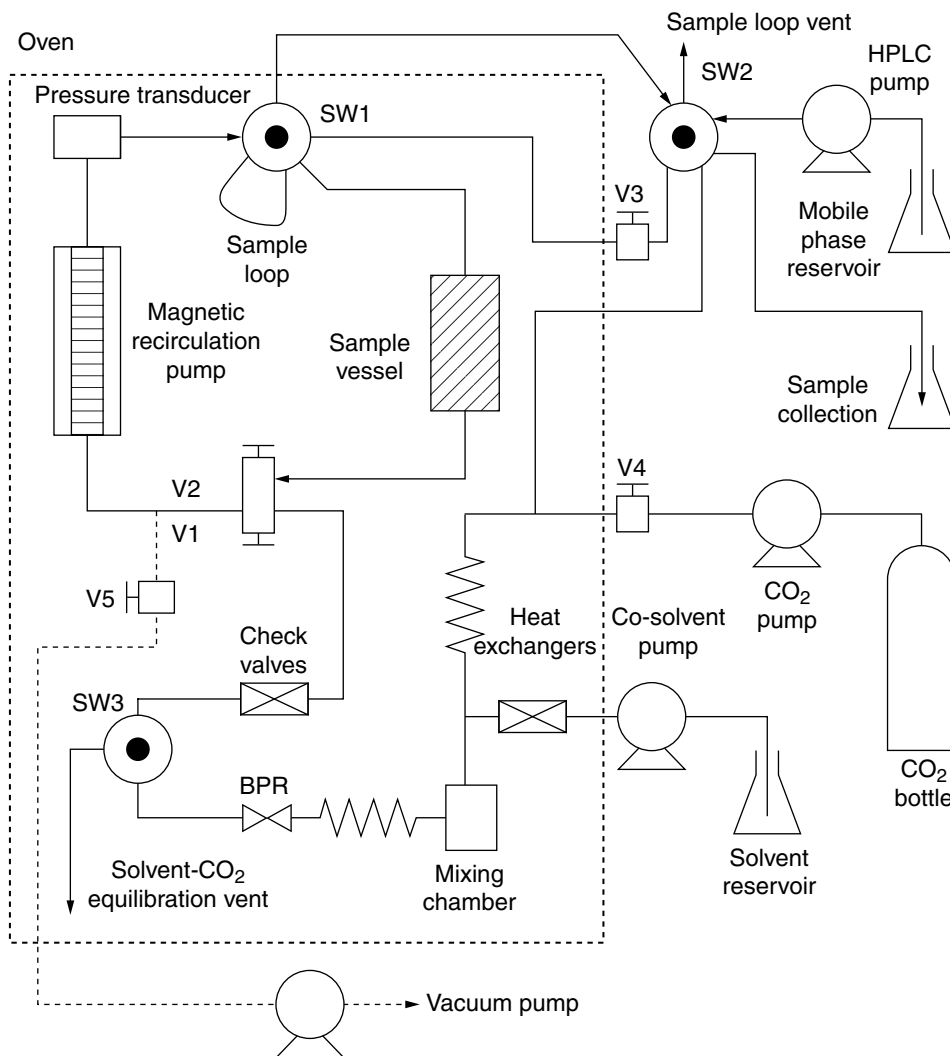 Sample loop vent
Oven
SW2
HPLC
pump
Pressure transducer
SW1
V3
Sample
loop
Mobile
phase
reservoir
Magnetic
recirculation
pump
Sample
vessel
Sample
collection
V2
V4
V1
V5
CO2
pump
Heat
exchangers
Co-solvent
pump
Check
valves
SW3
CO2
bottle
BPR
Solvent-CO2
equilibration vent
Mixing
chamber
Solvent
reservoir
Vacuum pump